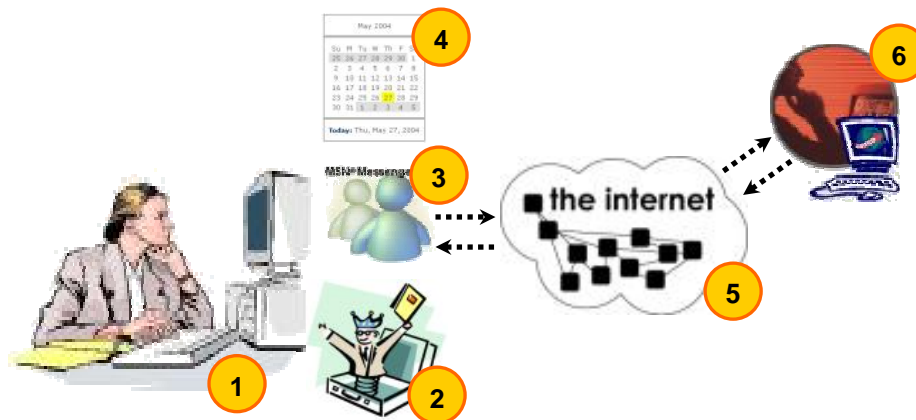 May 2004
Su M Tu W Th F S
25 26 27 28 29 30 1
2 3 4 5 6 7 8
9 10 11 12 13 14 15
16 17 18 19 20 21 22
23 24 25 26 27 28 29
30 31 1 2 3 4 5
Today: Thu, May 27, 2004
4
6
MSN® Messenge
3
the internet
5
1
2